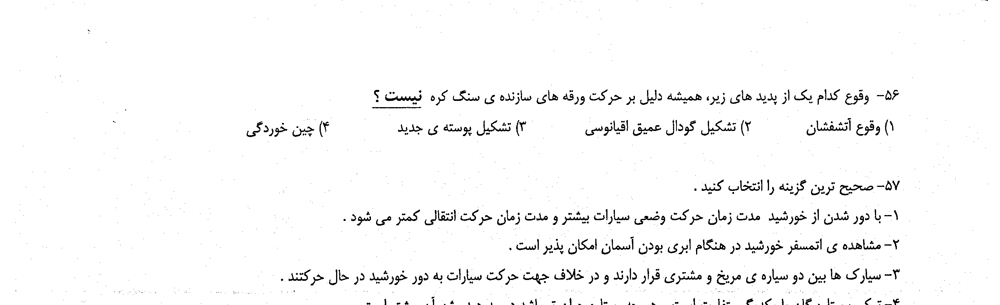 ۵۶- وقوع کدام یک از پدید های زیر، همیشه دلیل بر حرکت ورقه های سازنده ی سنگ کره نیست ؟
۱) وقوع آتشفشان ۲) تشکیل گودال عمیق اقیانوسی ۳) تشکیل پوسته ی جدید ۴) چین خوردگی
۵۷- صحیح ترین گزینه را انتخاب کنید .
۱- با دور شدن از خورشید مدت زمان حرکت وضعی سیارات بیشتر و مدت زمان حرکت انتقالی کمتر می شود .
۲- مشاهده ی اتمسفر خورشید در هنگام ابری بودن آسمان امکان پذیر است .
۳- سیارک ها بین دو سیاره ی مریخ و مشتری قرار دارند و در خلاف جهت حرکت سیارات به دور خورشید در حال حرکتند .